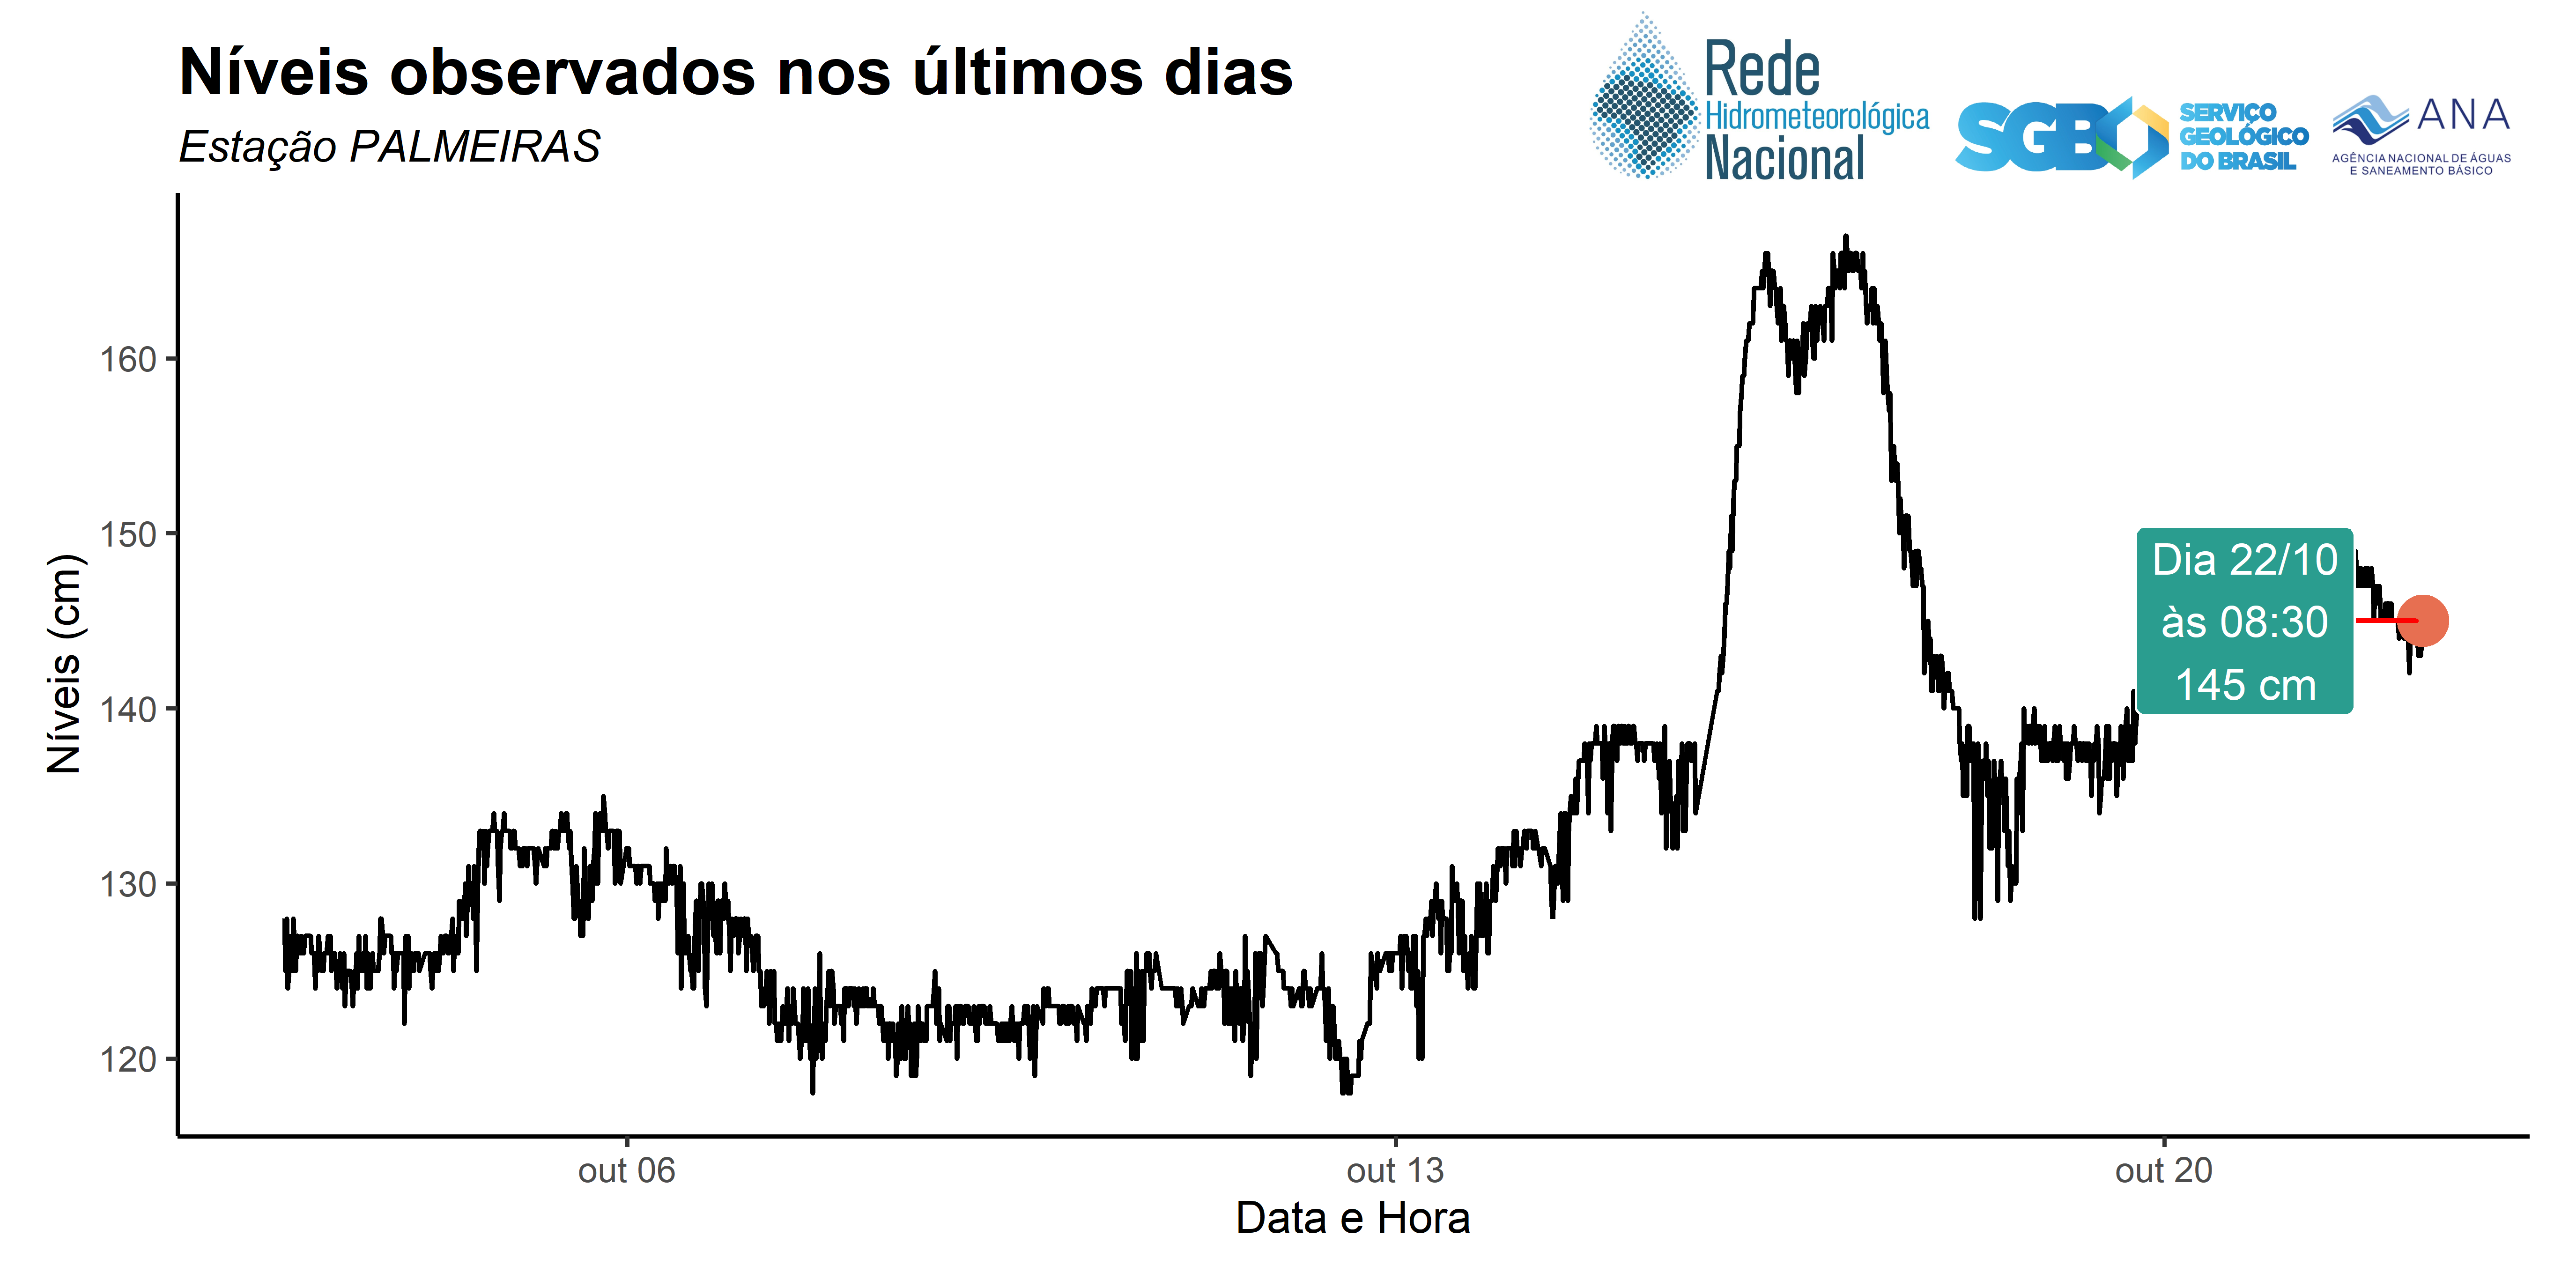 Níveis observados nos últimos dias
Estação PALMEIRAS
Rede
Hidrometeorológica
Nacional
SGB
SERVIÇO
GEOLÓGICO
DO BRASIL
ANA
AGÊNCIA NACIONAL DE ÁGUAS
E SANEAMENTO BÁSICO
Níveis (cm)
160
150
140
130
120
Dia 22/10
às 08:30
145 cm
out 06
out 13
out 20
Data e Hora